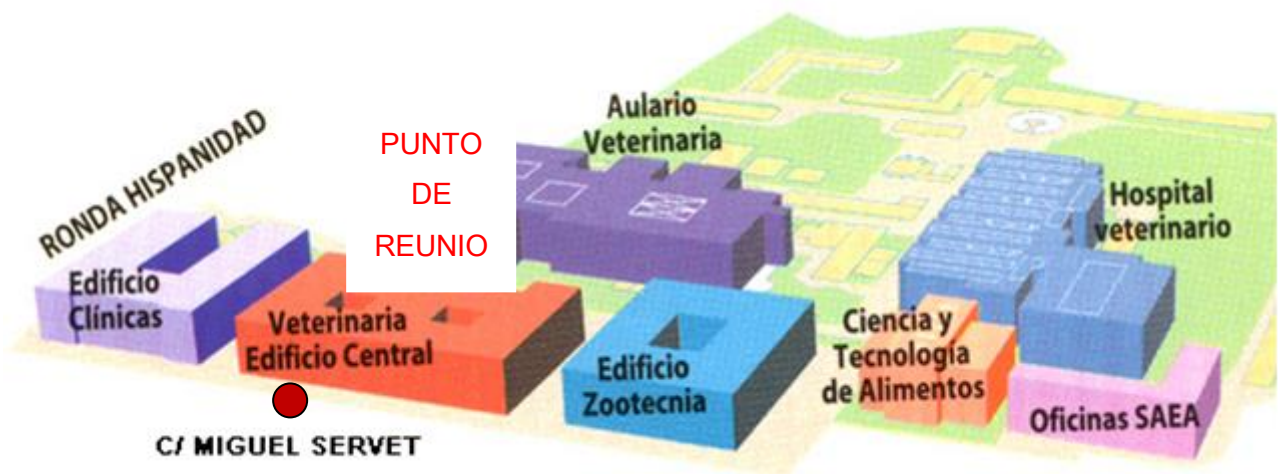 RONDA HISPANIDAD
PUNTO
DE
REUNIO
Aulario
Veterinaria
Hospital
veterinario
Edificio
Clínicas
Veterinaria
Edificio Central
Edificio
Zootecnia
Ciencia y
Tecnología
de Alimentos
Oficinas SAEA
C/ MIGUEL SERVET